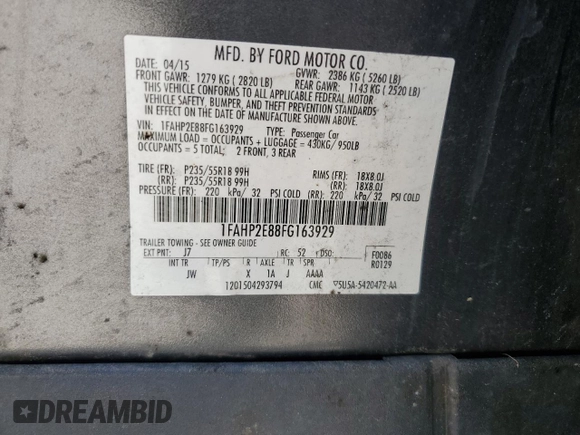 MFD. BY FORD MOTOR CO.
DATE: 04/15 GVWR: 2386 KG ( 5260 LB)
FRONT GAWR: 1279 KG ( 2820 LB) REAR GAWR: 1143 KG ( 2520 LB)
THIS VEHICLE CONFORMS TO ALL APPLICABLE FEDERAL MOTOR
VEHICLE SAFETY, BUMPER, AND THEFT PREVENTION STANDARDS
IN EFFECT ON THE DATE OF MANUFACTURE SHOWN ABOVE.
VIN: 1FAHP2E88FG163929 TYPE: Passenger Car
MAXIMUM LOAD = OCCUPANTS + LUGGAGE = 430KG/ 950LB
OCCUPANTS = 5 TOTAL: 2 FRONT, 3 REAR
TIRE (FR): P235/55R18 99H RIMS (FR): 18X8.0J
(RR): P235/55R18 99H (RR): 18X8.0J
PRESSURE (FR): 220 kPa/ 32 PSI COLD (RR): 220 kPa/ 32 PSI COLD
1FAHP2E88FG163929
TRAILER TOWING - SEE OWNER GUIDE
EXT PNT: J7 RC: 52 DSO: F0086
INT TR TP/PS R AXLE TR SPR R0129
JW X 1A J AAAA
1201504293794 CMC 5U5A-5420472-AA
DREAMBID